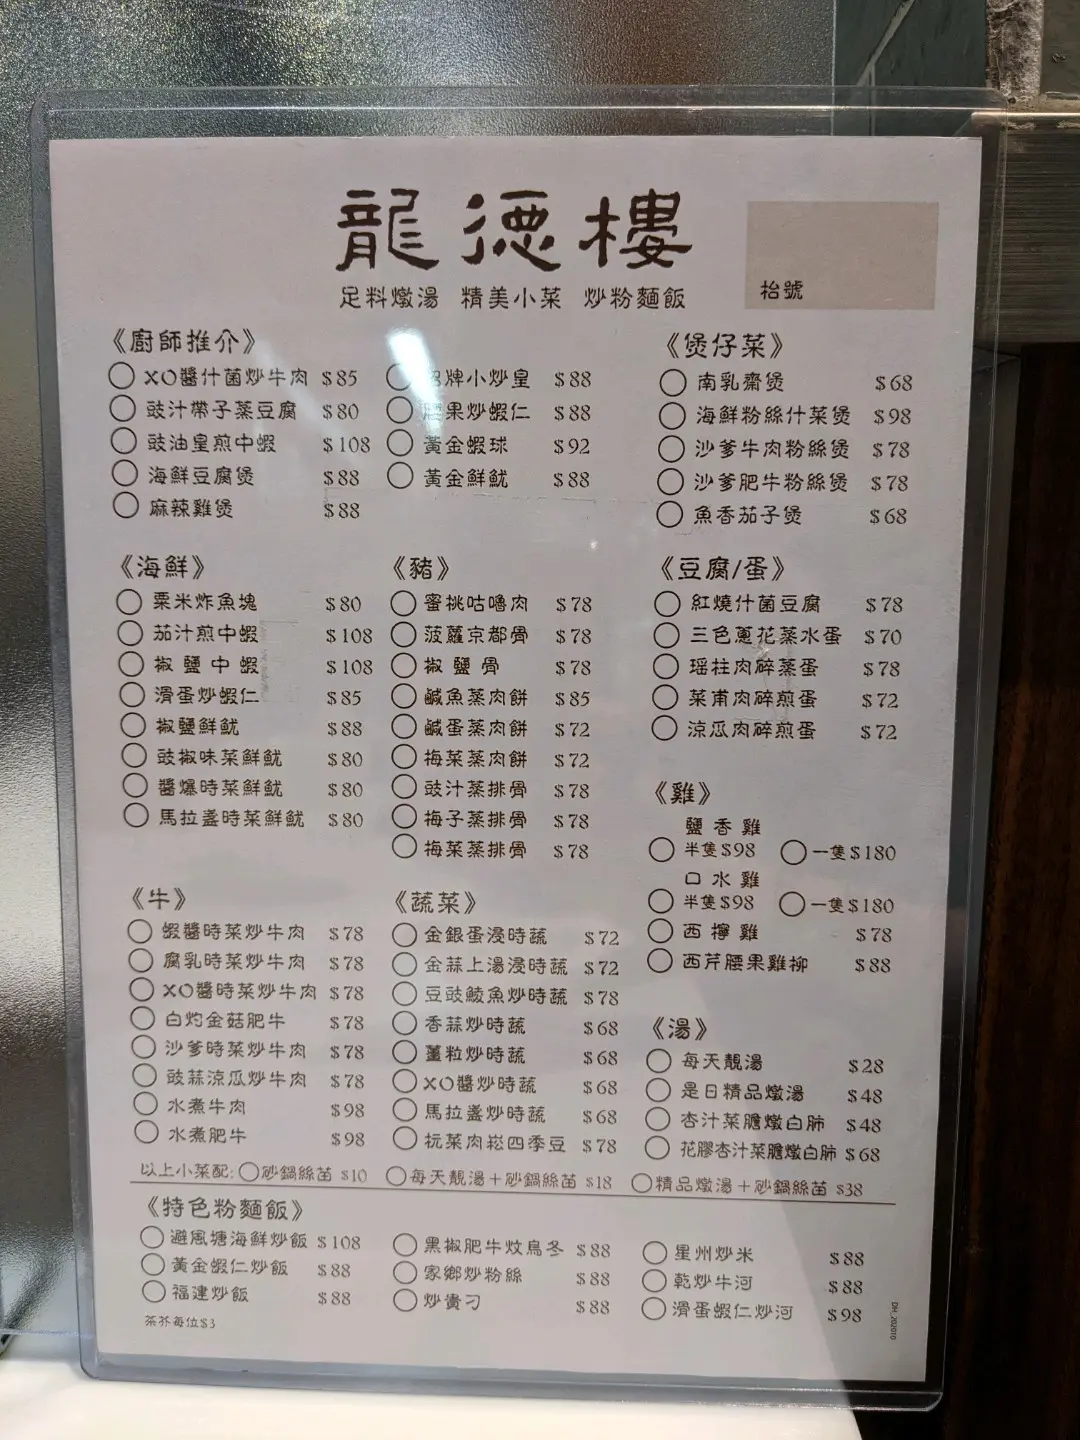 龍德樓
足料燉湯 精美小菜 炒粉麵飯
枱號
《廚師推介》
XO醬什菌炒牛肉 $85
豉汁帶子蒸豆腐 $80
豉油皇煎中蝦 $108
海鮮豆腐煲 $88
麻辣雞煲 $88
牌小炒皇 $88
果炒蝦仁 $88
黃金蝦球 $92
黃金鮮魷 $88
《煲仔菜》
南乳齋煲 $68
海鮮粉絲什菜煲 $98
沙爹牛肉粉絲煲 $78
沙爹肥牛粉絲煲 $78
魚香茄子煲 $68
《海鮮》
粟米炸魚塊 $80
茄汁煎中蝦 $108
椒鹽中蝦 $108
滑蛋炒蝦仁 $85
椒鹽鮮魷 $88
豉椒味菜鮮魷 $80
醬爆時菜鮮魷 $80
馬拉盞時菜鮮魷 $80
《豬》
蜜桃咕嚕肉 $78
菠蘿京都骨 $78
椒鹽骨 $78
鹹魚蒸肉餅 $85
鹹蛋蒸肉餅 $72
梅菜蒸肉餅 $72
豉汁蒸排骨 $78
梅子蒸排骨 $78
梅菜蒸排骨 $78
《豆腐/蛋》
紅燒什菌豆腐 $78
三色蔥花蒸水蛋 $70
瑤柱肉碎蒸蛋 $78
菜甫肉碎煎蛋 $72
涼瓜肉碎煎蛋 $72
《雞》
鹽香雞
半隻$98 一隻$180
口水雞
半隻$98 一隻$180
西檸雞 $78
西芹腰果雞柳 $88
《牛》
蝦醬時菜炒牛肉 $78
腐乳時菜炒牛肉 $78
XO醬時菜炒牛肉 $78
白灼金菇肥牛 $78
沙爹時菜炒牛肉 $78
豉蒜涼瓜炒牛肉 $78
水煮牛肉 $98
水煮肥牛 $98
《蔬菜》
金銀蛋浸時蔬 $72
金蒜上湯浸時蔬 $72
豆豉鯪魚炒時蔬 $78
香蒜炒時蔬 $68
薑粒炒時蔬 $68
XO醬炒時蔬 $68
馬拉盞炒時蔬 $68
杬菜肉崧四季豆 $78
《湯》
每天靚湯 $28
是日精品燉湯 $48
杏汁菜膽燉白肺 $48
花膠杏汁菜膽燉白肺 $68
以上小菜配: 砂鍋絲苗 $10 每天靚湯+砂鍋絲苗 $18 精品燉湯+砂鍋絲苗 $38
《特色粉麵飯》
避風塘海鮮炒飯 $108
黃金蝦仁炒飯 $88
福建炒飯 $88
黑椒肥牛炆烏冬 $88
家鄉炒粉絲 $88
炒貴刁 $88
星州炒米 $88
乾炒牛河 $88
滑蛋蝦仁炒河 $98
茶芥每位$3